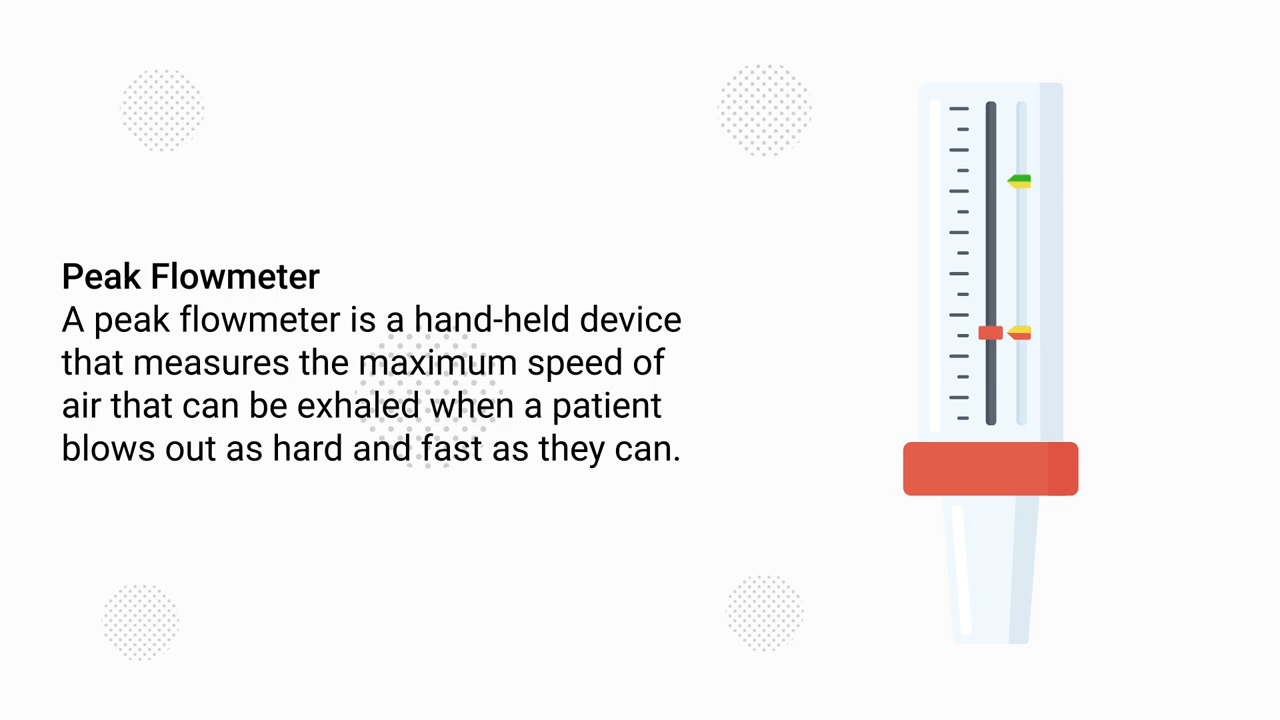 Peak Flowmeter
A peak flowmeter is a hand-held device
that measures the maximum speed of
air that can be exhaled when a patient
blows out as hard and fast as they can.